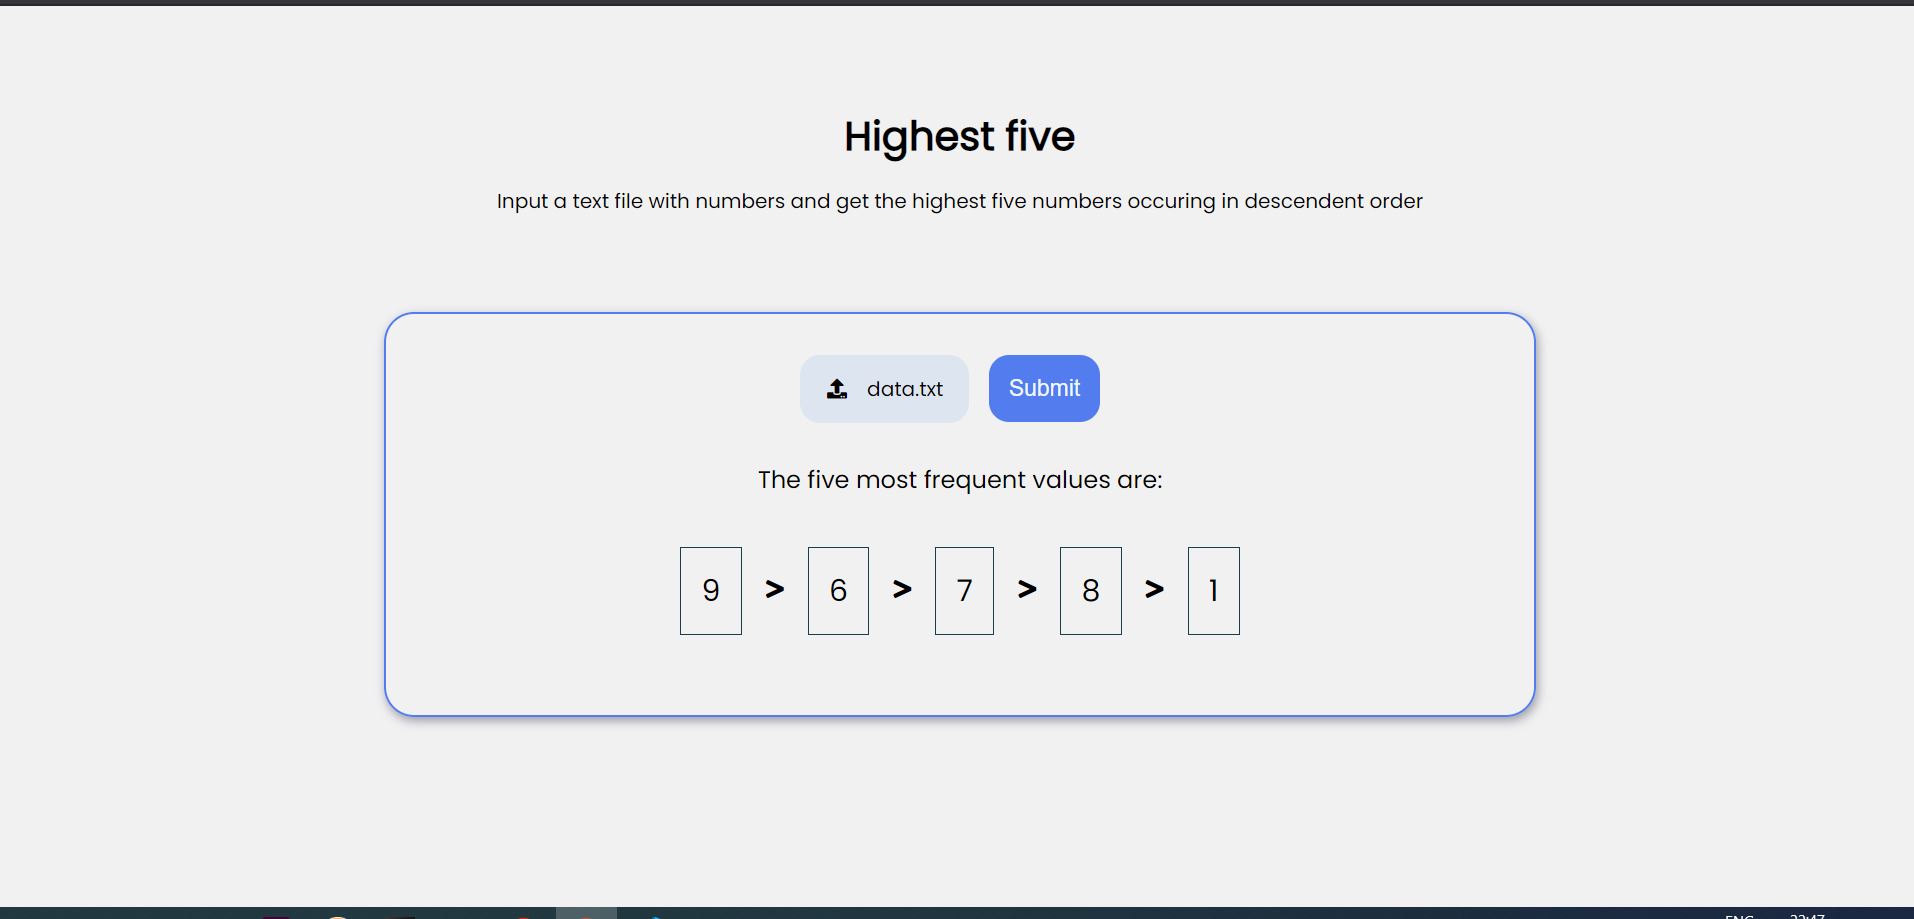 Highest five
Input a text file with numbers and get the highest five numbers occuring in descendent order
data.txt Submit
The five most frequent values are:
9 > 6 > 7 > 8 > 1